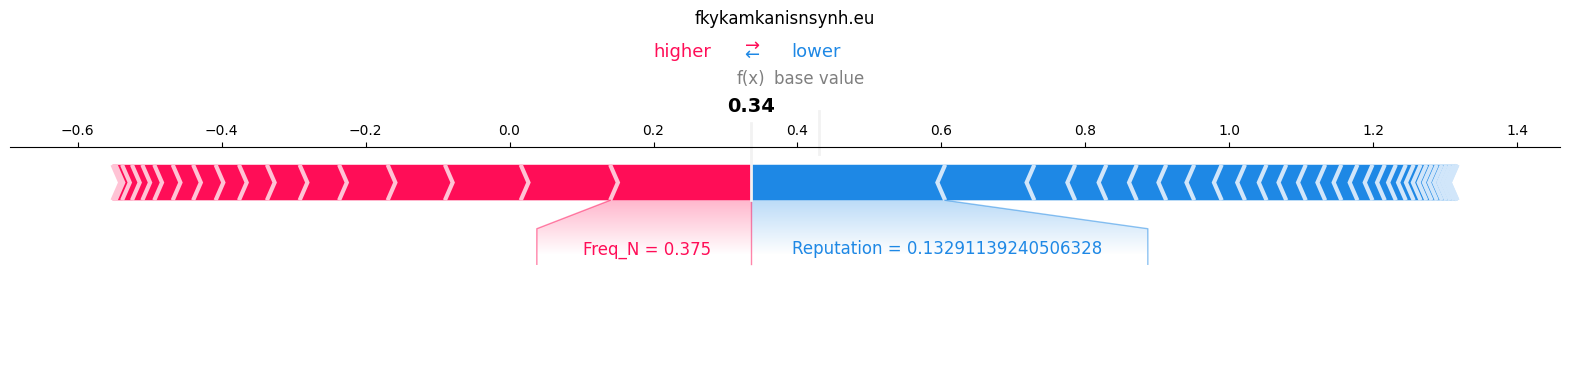 fkykamkanisnsynh.eu
higher ⇄ lower
f(x) base value
0.34
−0.6 −0.4 −0.2 0.0 0.2 0.4 0.6 0.8 1.0 1.2 1.4
Freq_N = 0.375 Reputation = 0.13291139240506328